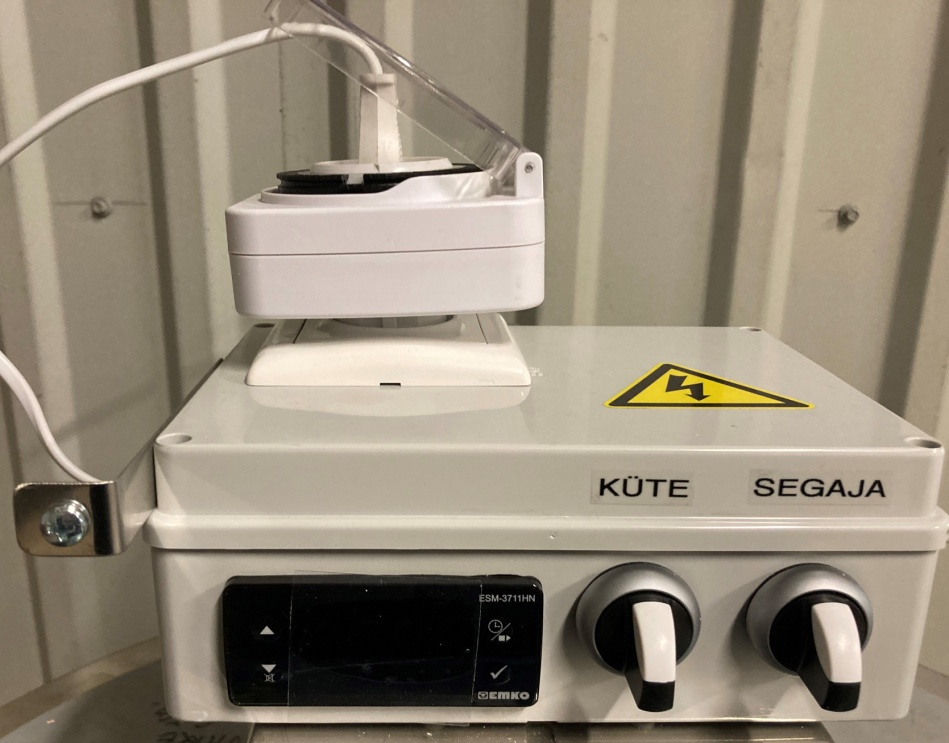 KÜTE
SEGAJA
ESM-3711HN
EMKO